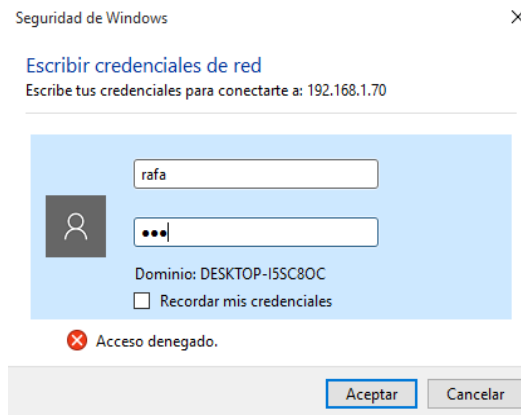 Seguridad de Windows
Escribir credenciales de red
Escribe tus credenciales para conectarte a: 192.168.1.70
rafa
•••
Dominio: DESKTOP-I5SC8OC
Recordar mis credenciales
Acceso denegado.
Aceptar Cancelar